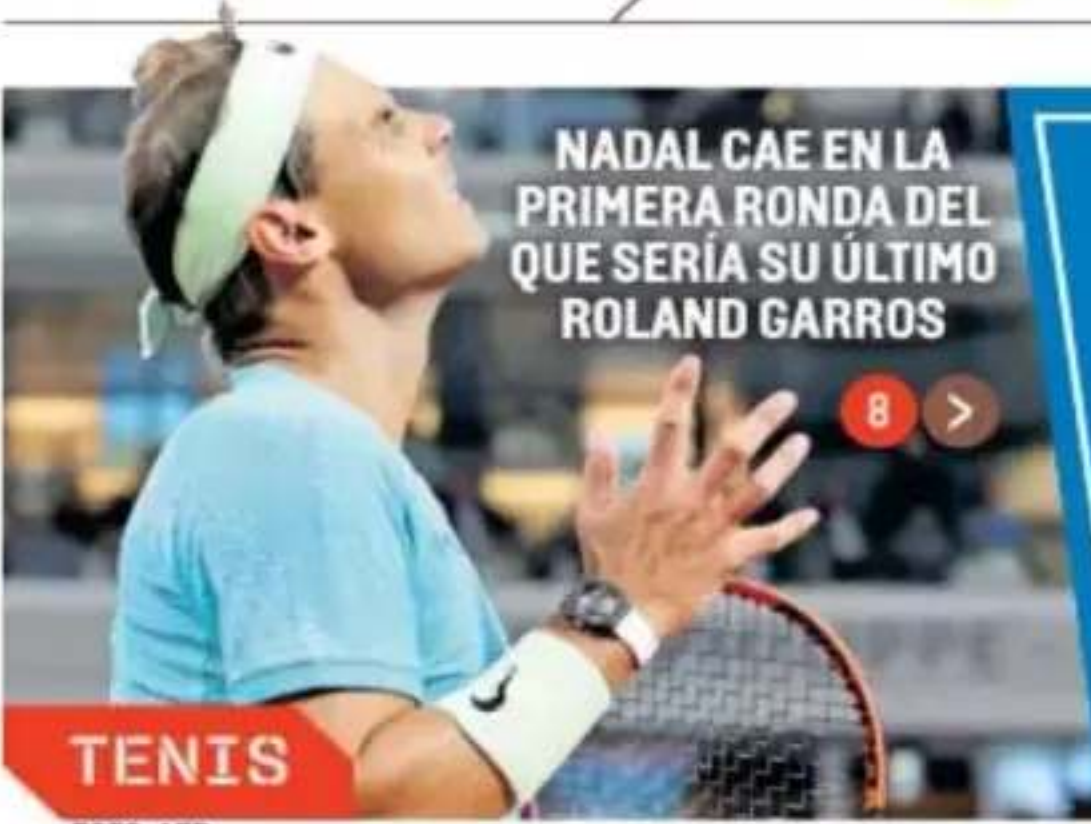 NADAL CAE EN LA
PRIMERA RONDA DEL
QUE SERÍA SU ÚLTIMO
ROLAND GARROS
8 >
TENIS